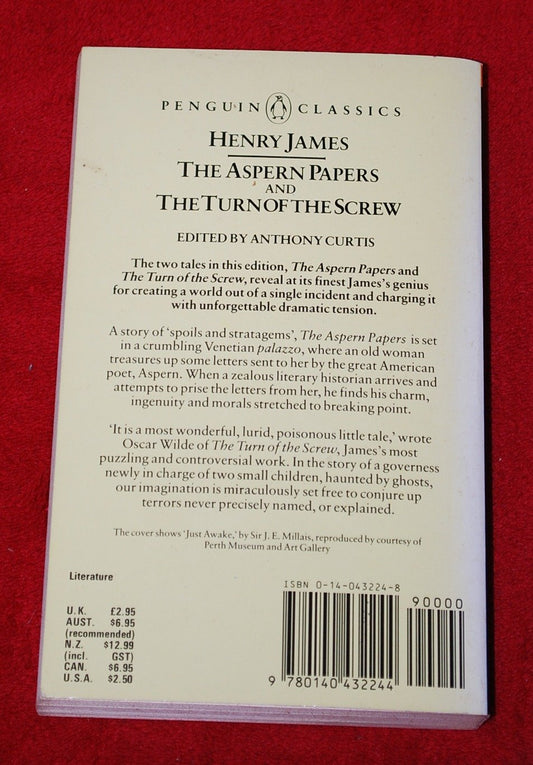 PENGUIN CLASSICS
HENRY JAMES
THE ASPERN PAPERS
AND
THE TURN OF THE SCREW
EDITED BY ANTHONY CURTIS
The two tales in this edition, The Aspern Papers and
The Turn of the Screw, reveal at its finest James's genius
for creating a world out of a single incident and charging it
with unforgettable dramatic tension.
A story of 'spoils and stratagems', The Aspern Papers is set
in a crumbling Venetian palazzo, where an old woman
treasures up some letters sent to her by the great American
poet, Aspern. When a zealous literary historian arrives and
attempts to prise the letters from her, he finds his charm,
ingenuity and morals stretched to breaking point.
'It is a most wonderful, lurid, poisonous little tale,' wrote
Oscar Wilde of The Turn of the Screw, James's most
puzzling and controversial work. In the story of a governess
newly in charge of two small children, haunted by ghosts,
our imagination is miraculously set free to conjure up
terrors never precisely named, or explained.
The cover shows 'Just Awake,' by Sir J. E. Millais, reproduced by courtesy of
Perth Museum and Art Gallery
Literature
U.K. £2.95
AUST. $6.95
(recommended)
N.Z. $12.99
(incl. GST)
CAN. $6.95
U.S.A. $2.50
ISBN 0-14-043224-8
90000
9 780140 432244